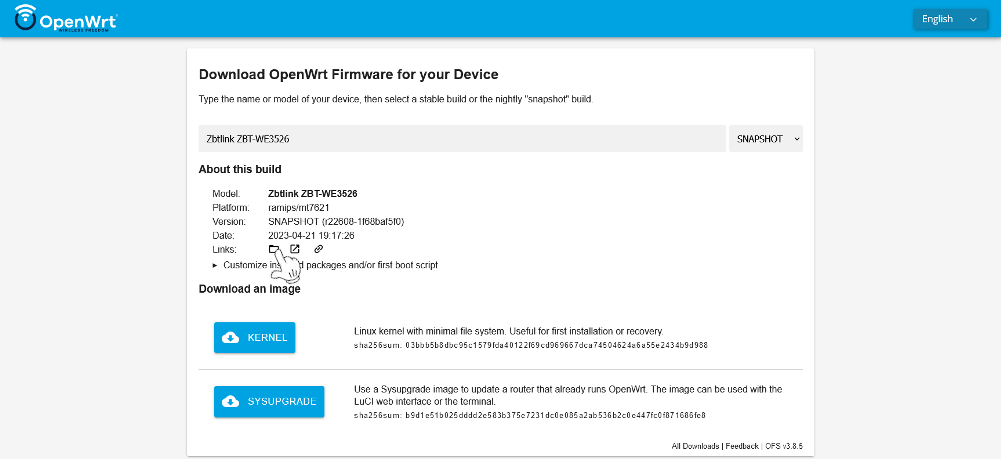 OpenWrt
WIRELESS FREEDOM
English
Download OpenWrt Firmware for your Device
Type the name or model of your device, then select a stable build or the nightly "snapshot" build.
Zbtlink ZBT-WE3526 SNAPSHOT
About this build
Model: Zbtlink ZBT-WE3526
Platform: ramips/mt7621
Version: SNAPSHOT (r22608-1f68baf5f0)
Date: 2023-04-21 19:17:26
Links:
Customize packages and/or first boot script
Download an image
KERNEL
Linux kernel with minimal file system. Useful for first installation or recovery.
sha256sum: 03bbb5b8dbc95c1579fda40122f69cd969667dca74504624a6a55e2434b9d988
SYSUPGRADE
Use a Sysupgrade image to update a router that already runs OpenWrt. The image can be used with the
LuCI web interface or the terminal.
sha256sum: b9d1e51b025dddd2e583b375e7231dc0e085a2ab536b2c0e447fc0f871686fe8
All Downloads | Feedback | OFS v3.8.5